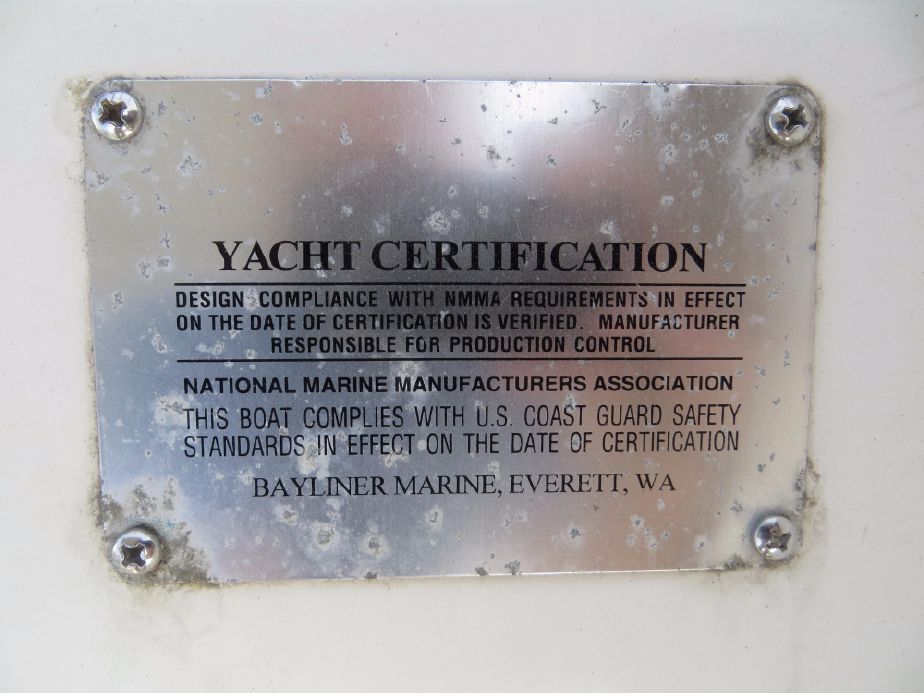 YACHT CERTIFICATION
DESIGN COMPLIANCE WITH NMMA REQUIREMENTS IN EFFECT
ON THE DATE OF CERTIFICATION IS VERIFIED. MANUFACTURER
RESPONSIBLE FOR PRODUCTION CONTROL
NATIONAL MARINE MANUFACTURERS ASSOCIATION
THIS BOAT COMPLIES WITH U.S. COAST GUARD SAFETY
STANDARDS IN EFFECT ON THE DATE OF CERTIFICATION
BAYLINER MARINE, EVERETT, WA